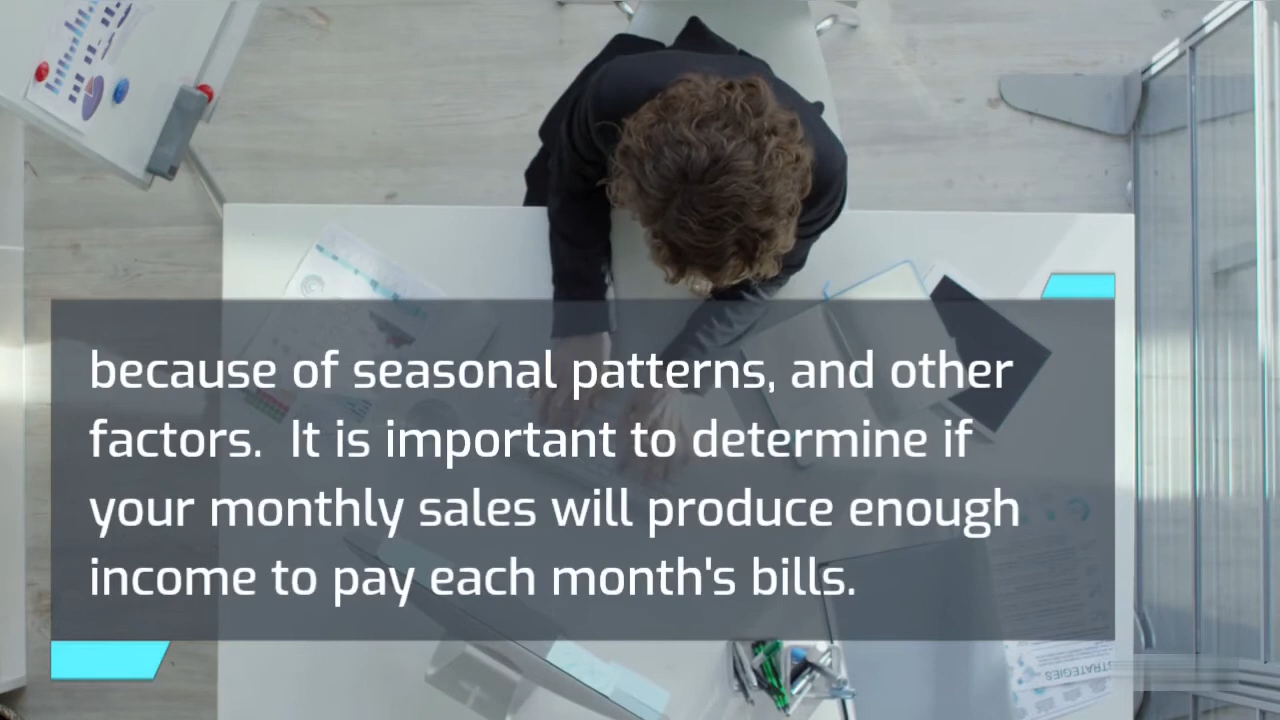 because of seasonal patterns, and other
factors.  It is important to determine if
your monthly sales will produce enough
income to pay each month's bills.
STRATEGIES